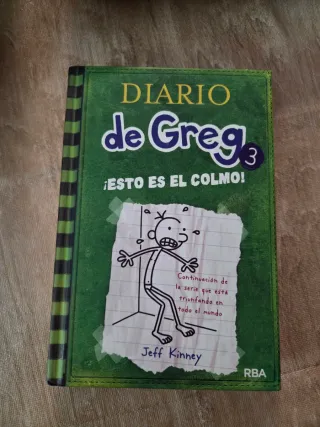 DIARIO
de Greg 3
¡ESTO ES EL COLMO!
Continuación de
la serie que está
triunfando en
todo el mundo
Jeff Kinney
RBA